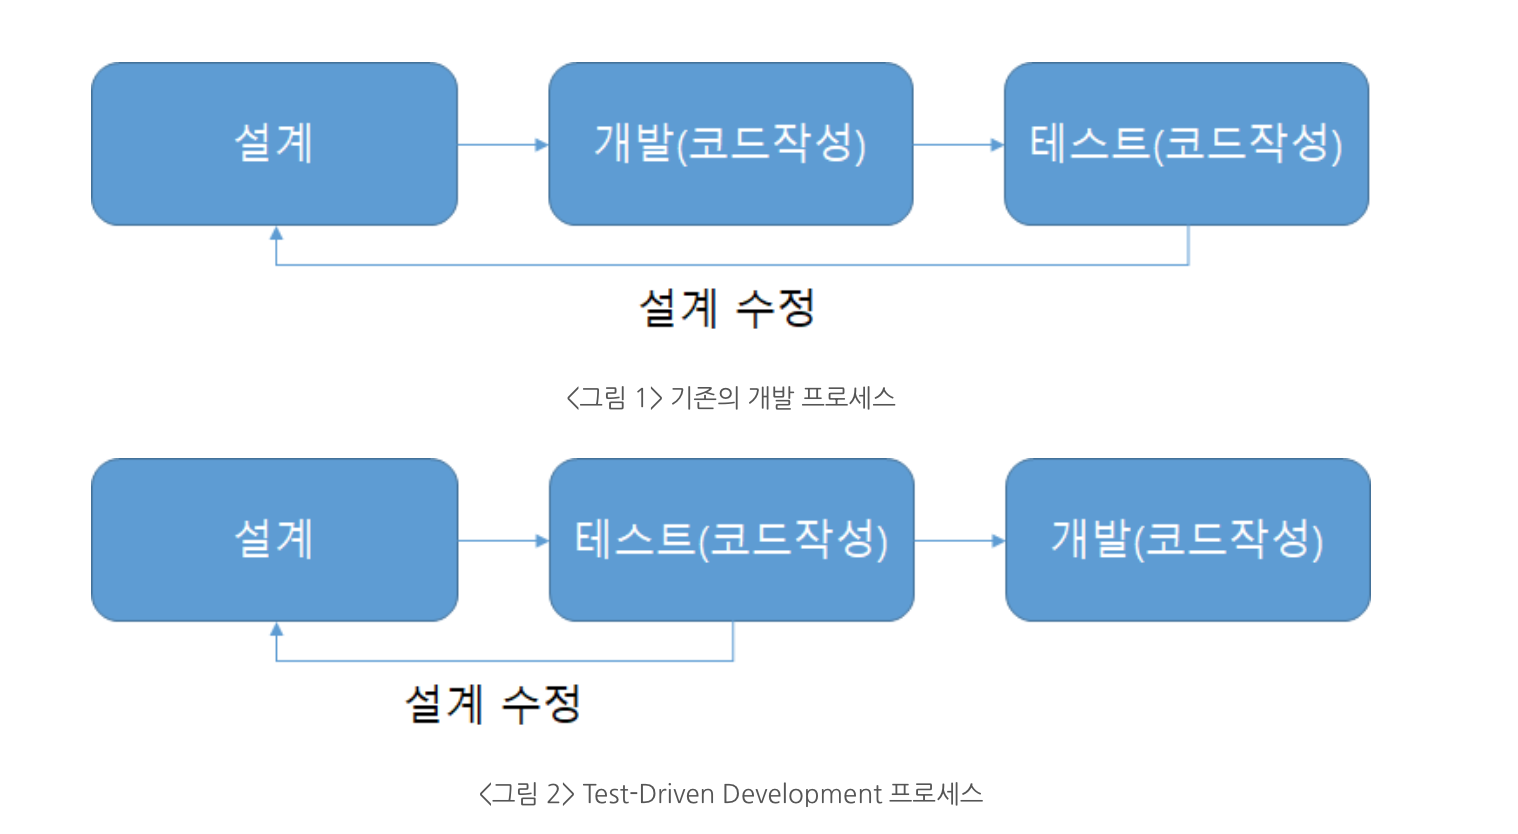 설계
개발(코드작성)
테스트(코드작성)
설계 수정
<그림 1> 기존의 개발 프로세스
설계
테스트(코드작성)
개발(코드작성)
설계 수정
<그림 2> Test-Driven Development 프로세스